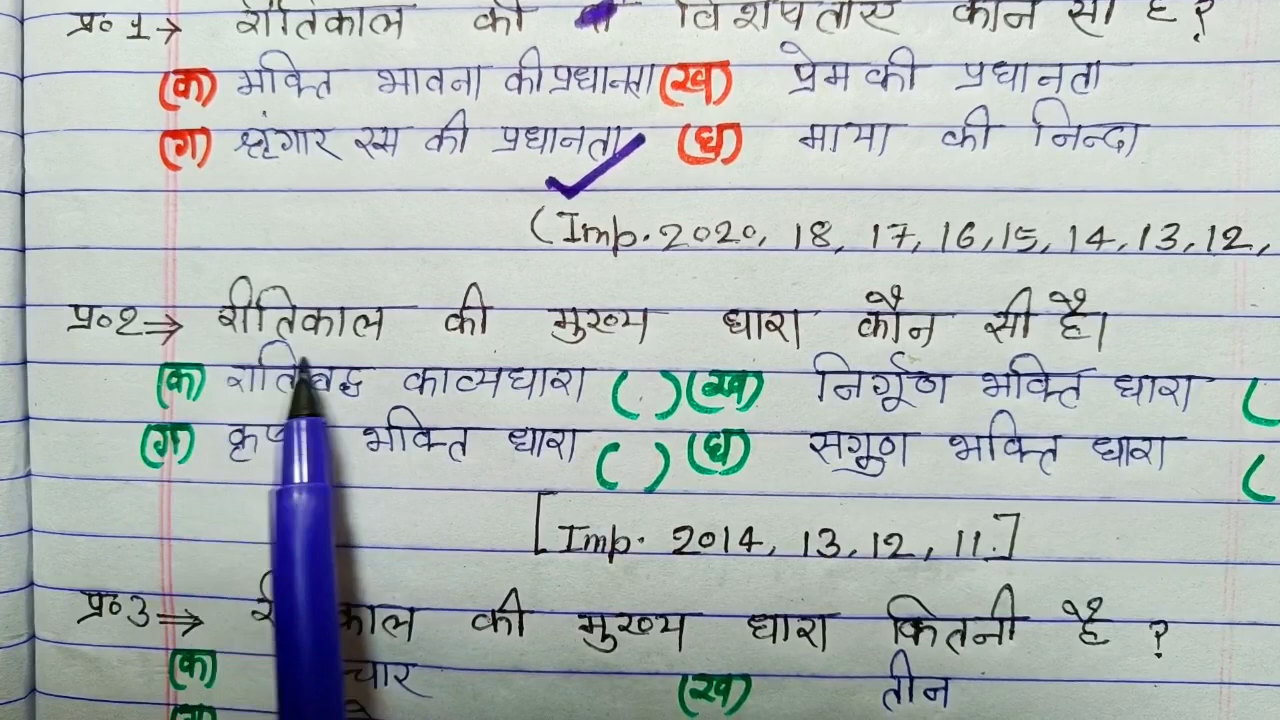 प्र०1→ रीतिकाल की विशेषताएं कौन सी है?
(क) भक्ति भावना की प्रधानता (ख) प्रेम की प्रधानता
(ग) श्रृंगार रस की प्रधानता (घ) माया की निन्दा
(Imp. 2020, 18, 17, 16, 15, 14, 13, 12,
प्र०2⇒ रीतिकाल की मुख्य धारा कौन सी है।
(क) काव्यधारा ( ) (ख) निर्गुण भक्ति धारा (
(ग) भक्ति धारा ( ) (घ) सगुण भक्ति धारा (
[Imp. 2014, 13, 12, 11.]
प्र०3⇒ की मुख्य धारा कितनी है ?
(क) चार (ख) तीन